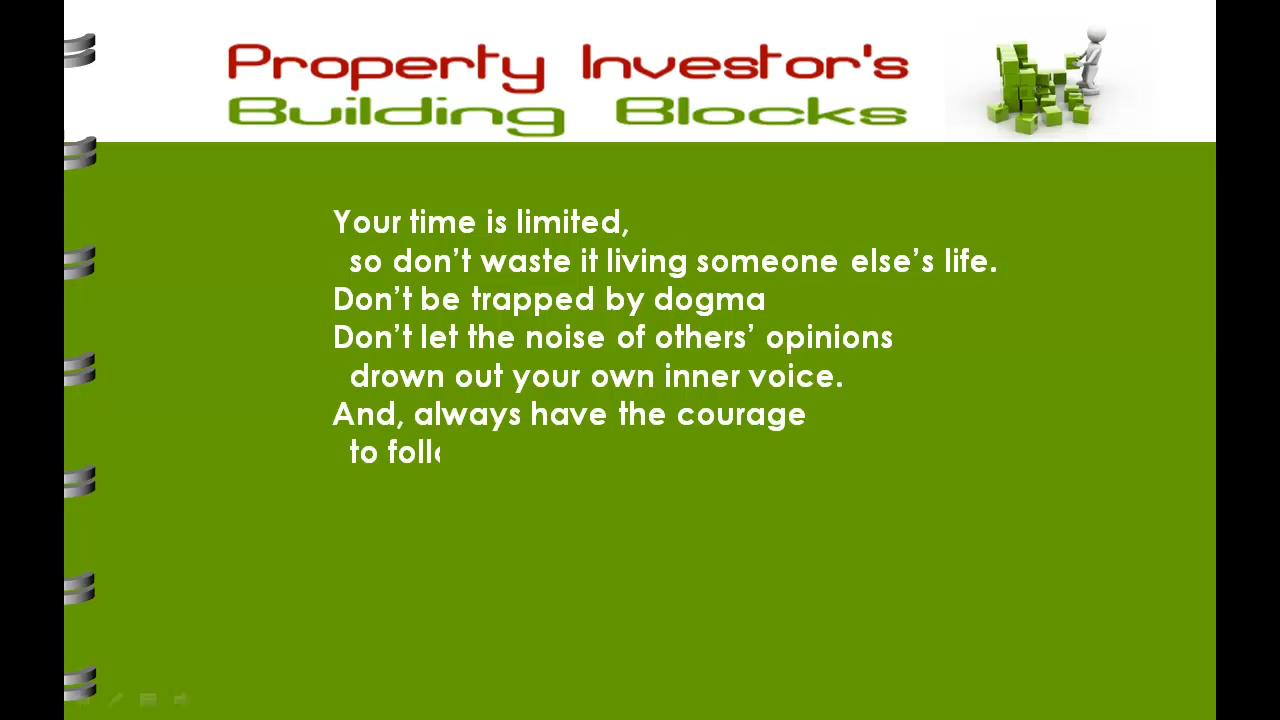 Property Investor's
Building Blocks
Your time is limited,
so don’t waste it living someone else’s life.
Don’t be trapped by dogma
Don’t let the noise of others’ opinions
drown out your own inner voice.
And, always have the courage
to foll